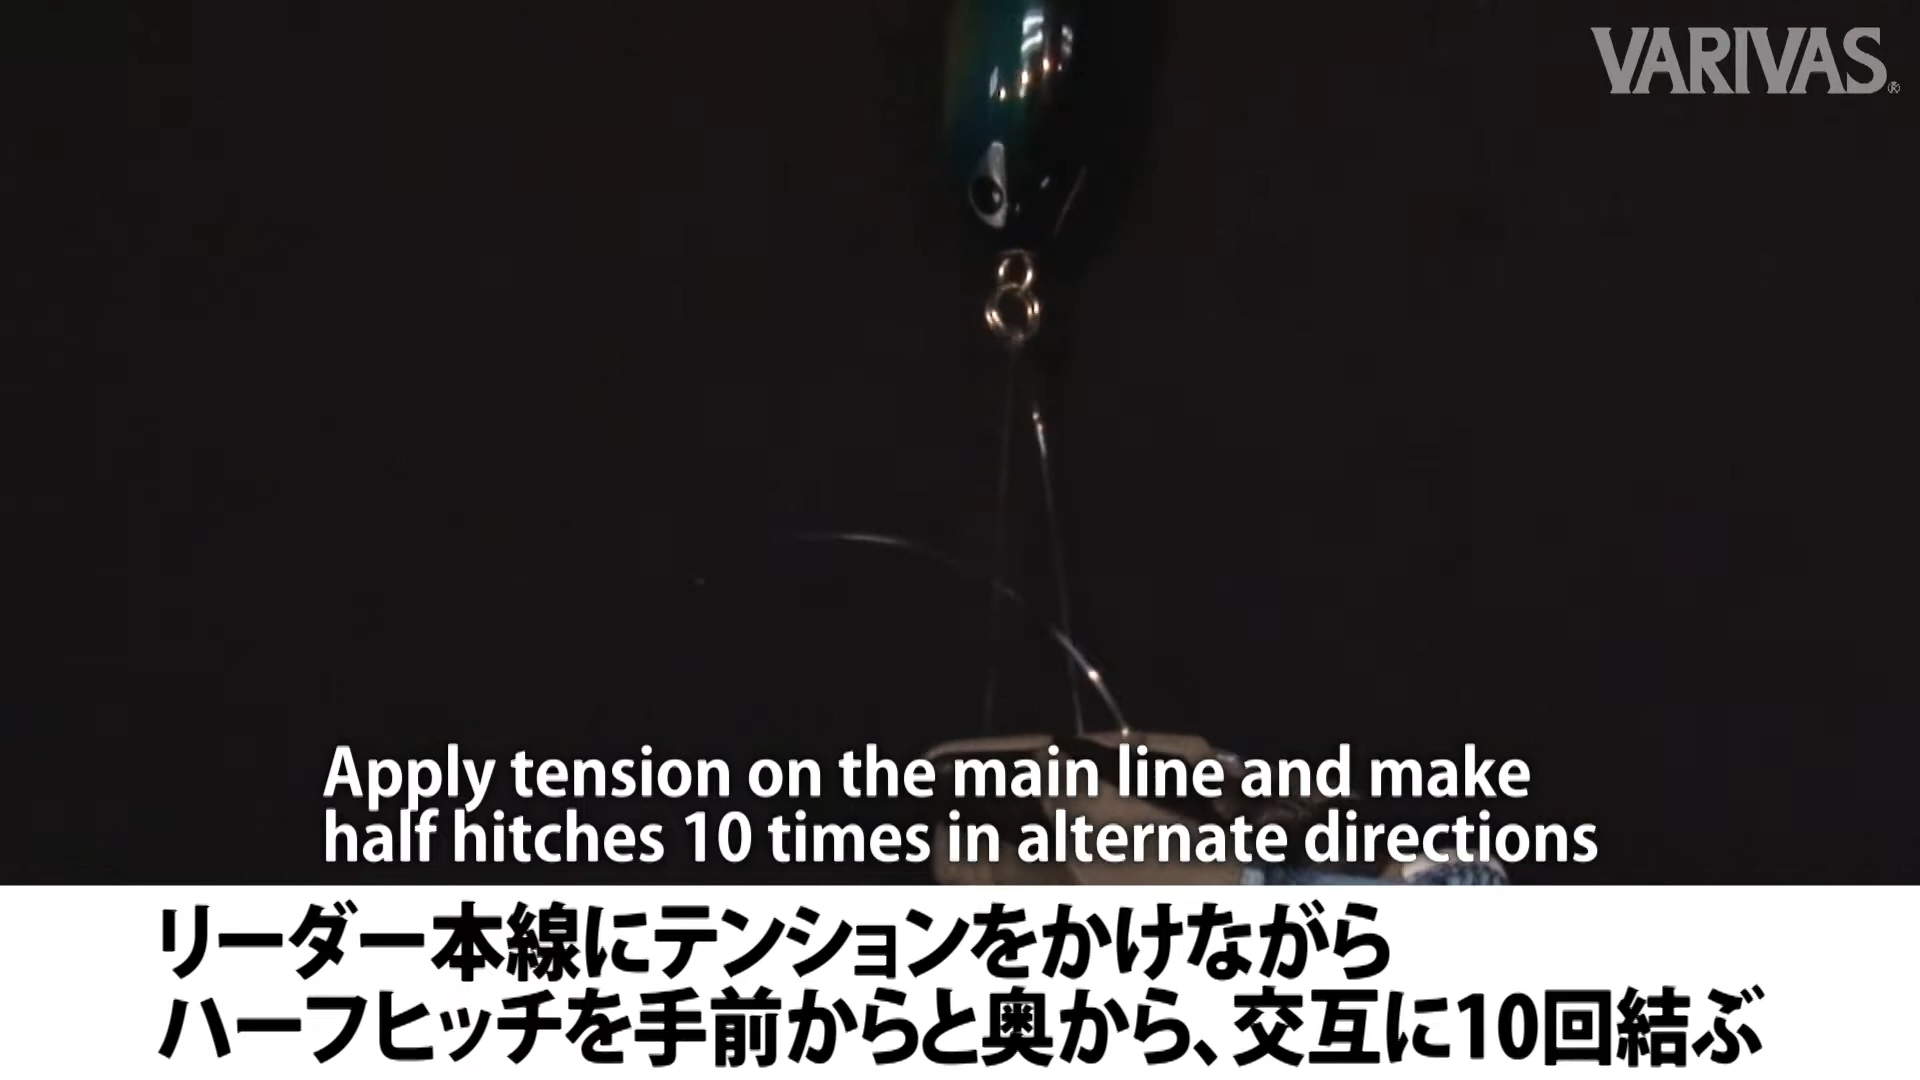 VARIVAS®
Apply tension on the main line and make
half hitches 10 times in alternate directions
リーダー本線にテンションをかけながら
ハーフヒッチを手前からと奥から、交互に10回結ぶ